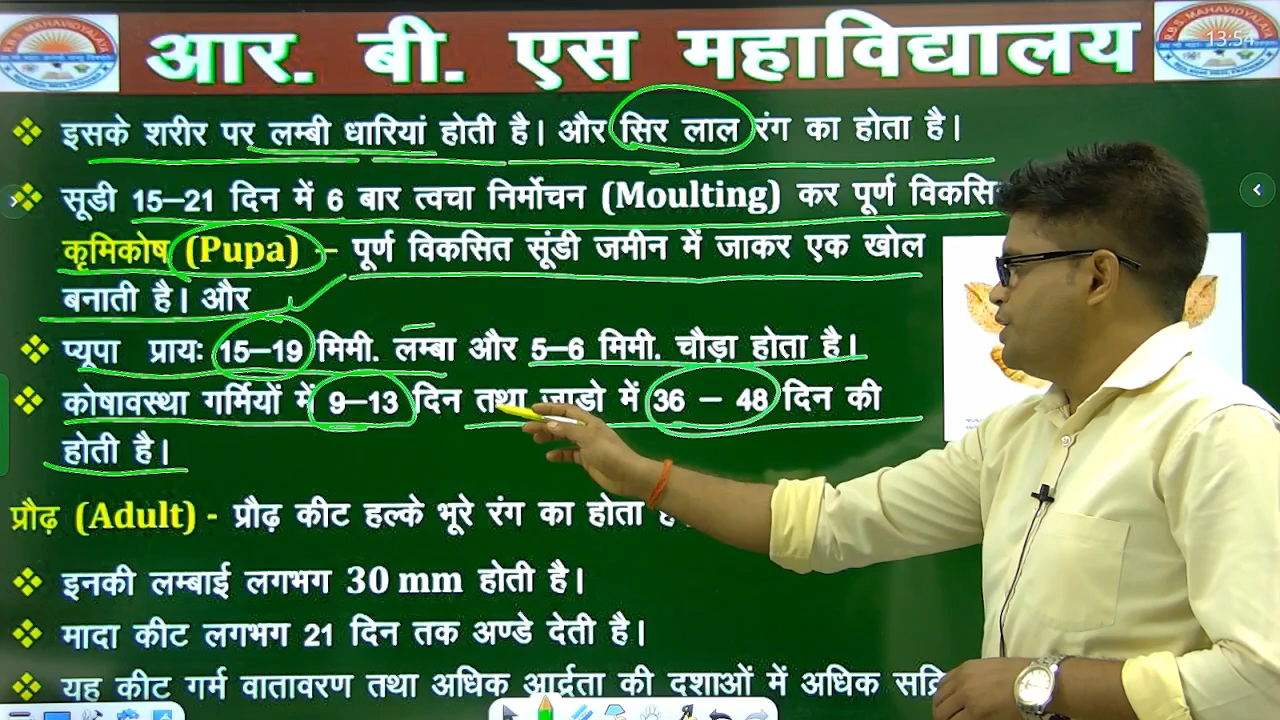 आर. बी. एस महाविद्यालय
13:54
इसके शरीर पर लम्बी धारियां होती है। और सिर लाल रंग का होता है।
सूडी 15–21 दिन में 6 बार त्वचा निर्मोचन (Moulting) कर पूर्ण
कृमिकोष (Pupa) - पूर्ण विकसित सूंडी जमीन में जाकर एक खोल
बनाती है। और
प्यूपा प्रायः 15–19 मिमी. लम्बा और 5–6 मिमी. चौड़ा होता है।
कोषावस्था गर्मियों में 9–13 दिन तथा जाडो में 36 – 48 दिन की
होती है।
प्रौढ़ (Adult) - प्रौढ़ कीट हल्के भूरे रंग का होता
इनकी लम्बाई लगभग 30 mm होती है।
मादा कीट लगभग 21 दिन तक अण्डे देती है।
यह कीट गर्म वातावरण तथा अधिक आर्द्रता की दशाओं में अधिक